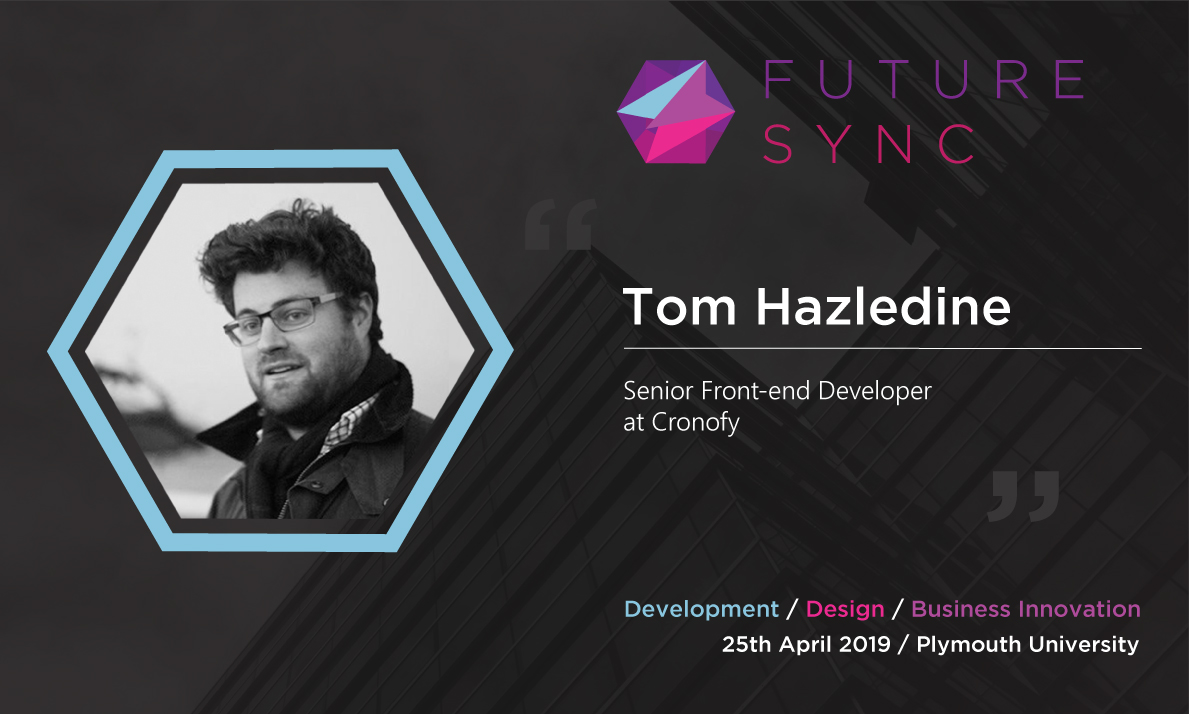 FUTURE
SYNC
“
Tom Hazledine
Senior Front-end Developer
at Cronofy
”
Development / Design / Business Innovation
25th April 2019 / Plymouth University